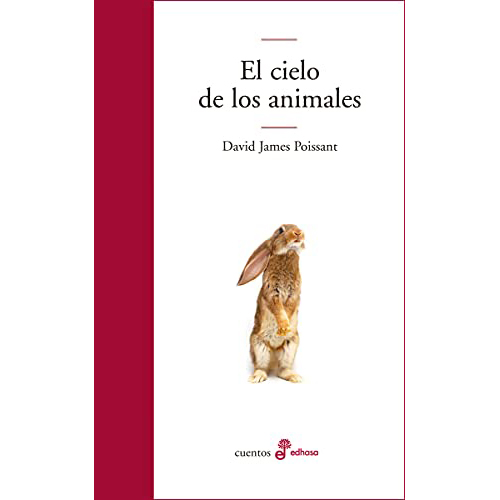 El cielo
de los animales
David James Poissant
cuentos edhasa